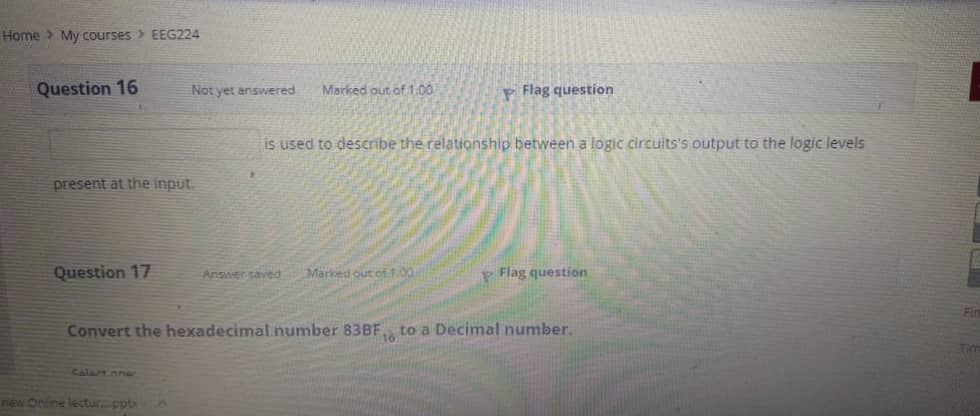 Home > My courses > EEG224
Question 16 Not yet answered Marked out of 1.00 Flag question
is used to describe the relationship between a logic circuits's output to the logic levels
present at the input.
Question 17 Answer saved Marked out of 1.00 Flag question
Convert the hexadecimal number 83BF₁₆ to a Decimal number.
Fin
Tim
Select one:
new Online lectur....pptx